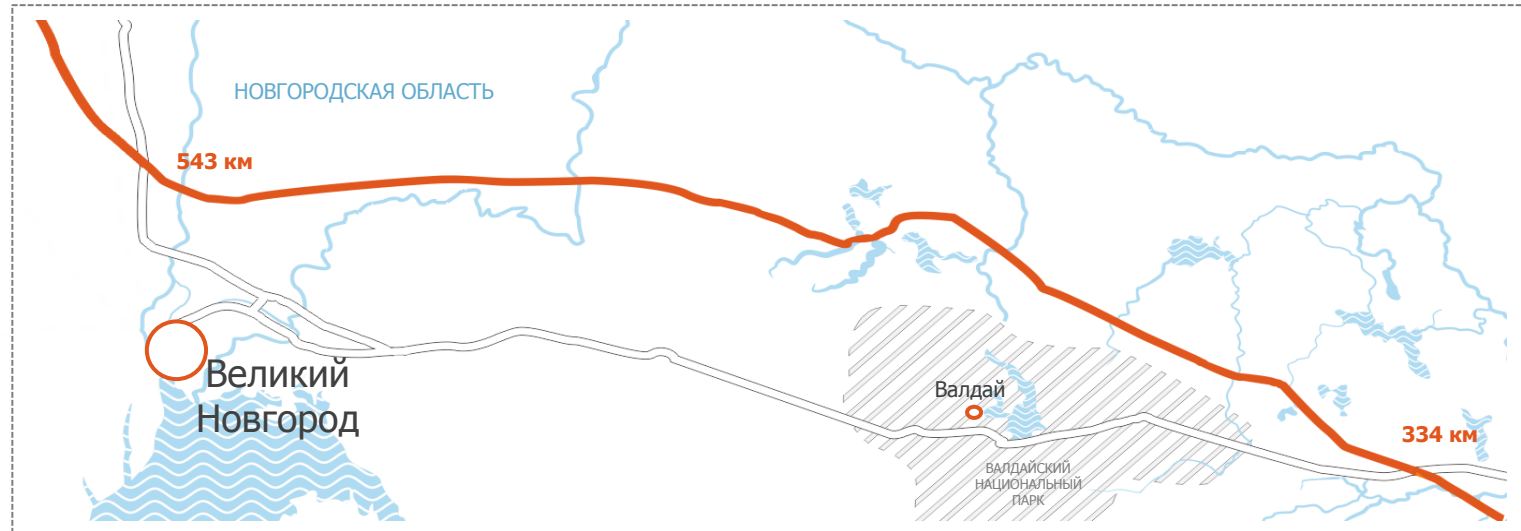 НОВГОРОДСКАЯ ОБЛАСТЬ
543 км
Великий
Новгород
Валдай
334 км
ВАЛДАЙСКИЙ
НАЦИОНАЛЬНЫЙ
ПАРК